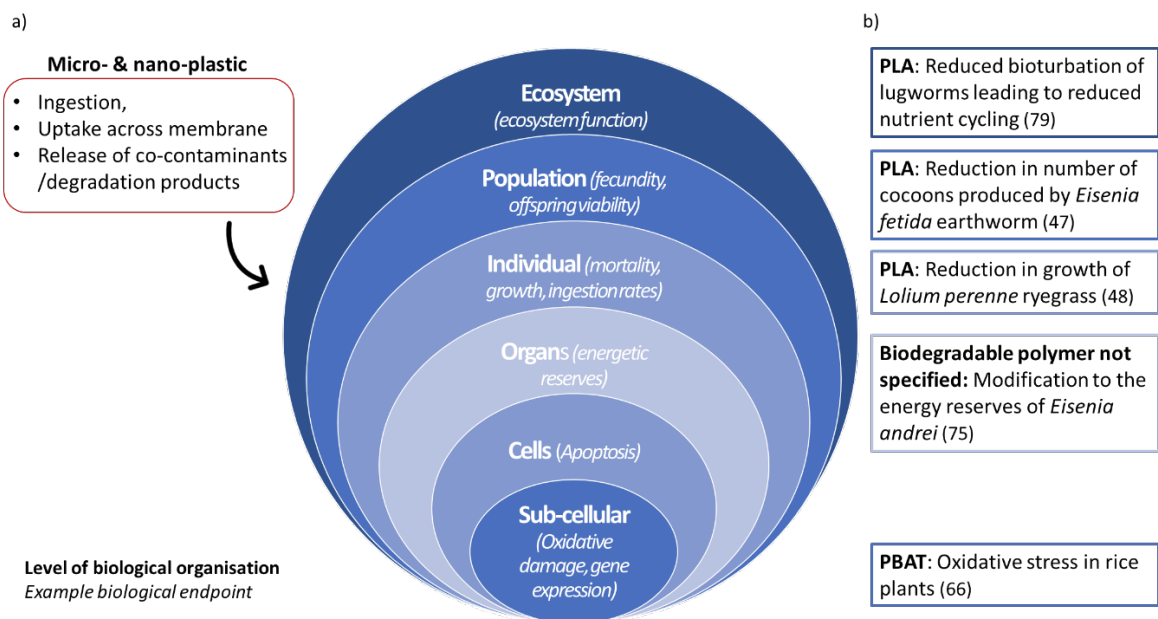 a)
Micro- & nano-plastic
• Ingestion,
• Uptake across membrane
• Release of co-contaminants
/degradation products
Ecosystem
(ecosystem function)
Population (fecundity,
offspring viability)
Individual (mortality,
growth, ingestion rates)
Organs (energetic
reserves)
Cells (Apoptosis)
Sub-cellular
(Oxidative
damage, gene
expression)
Level of biological organisation
Example biological endpoint
b)
PLA: Reduced bioturbation of
lugworms leading to reduced
nutrient cycling (79)
PLA: Reduction in number of
cocoons produced by Eisenia
fetida earthworm (47)
PLA: Reduction in growth of
Lolium perenne ryegrass (48)
Biodegradable polymer not
specified: Modification to the
energy reserves of Eisenia
andrei (75)
PBAT: Oxidative stress in rice
plants (66)